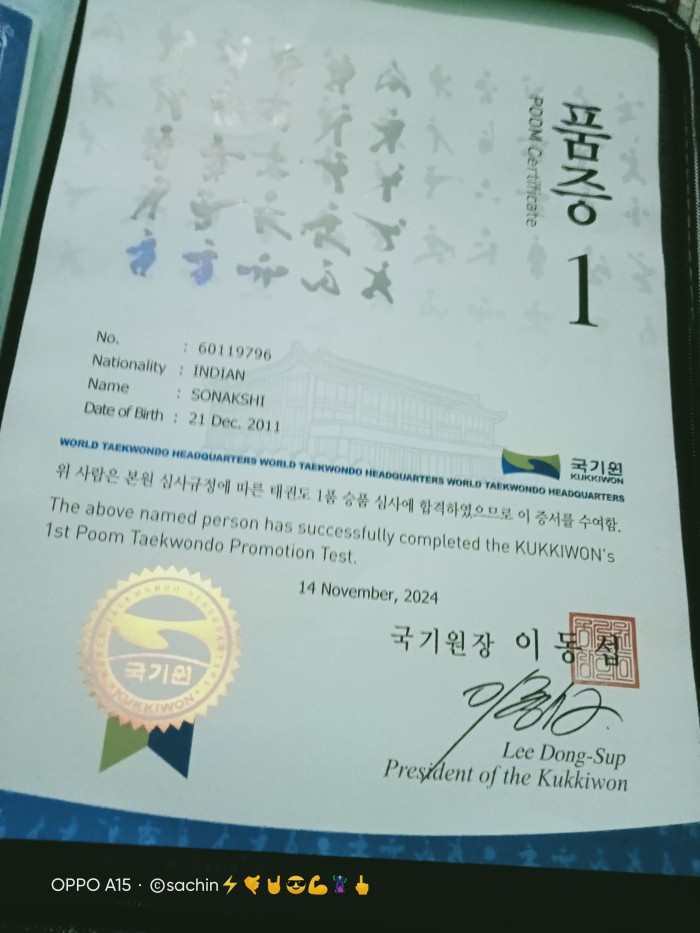 품증
POOM Certificate
1
No. : 60119796
Nationality : INDIAN
Name : SONAKSHI
Date of Birth : 21 Dec. 2011
국기원
KUKKIWON
WORLD TAEKWONDO HEADQUARTERS WORLD TAEKWONDO HEADQUARTERS WORLD TAEKWONDO HEADQUARTERS
위 사람은 본원 심사규정에 따른 태권도 1품 승품 심사에 합격하였으므로 이 증서를 수여함.
The above named person has successfully completed the KUKKIWON's
1st Poom Taekwondo Promotion Test.
14 November, 2024
국기원장 이동섭
TAEKWONDO HEADQUARTERS
국기원
KUKKIWON
Lee Dong-Sup
President of the Kukkiwon
OPPO A15 · ©sachin⚡🤙🤘😎💪🦹‍♀️🖕